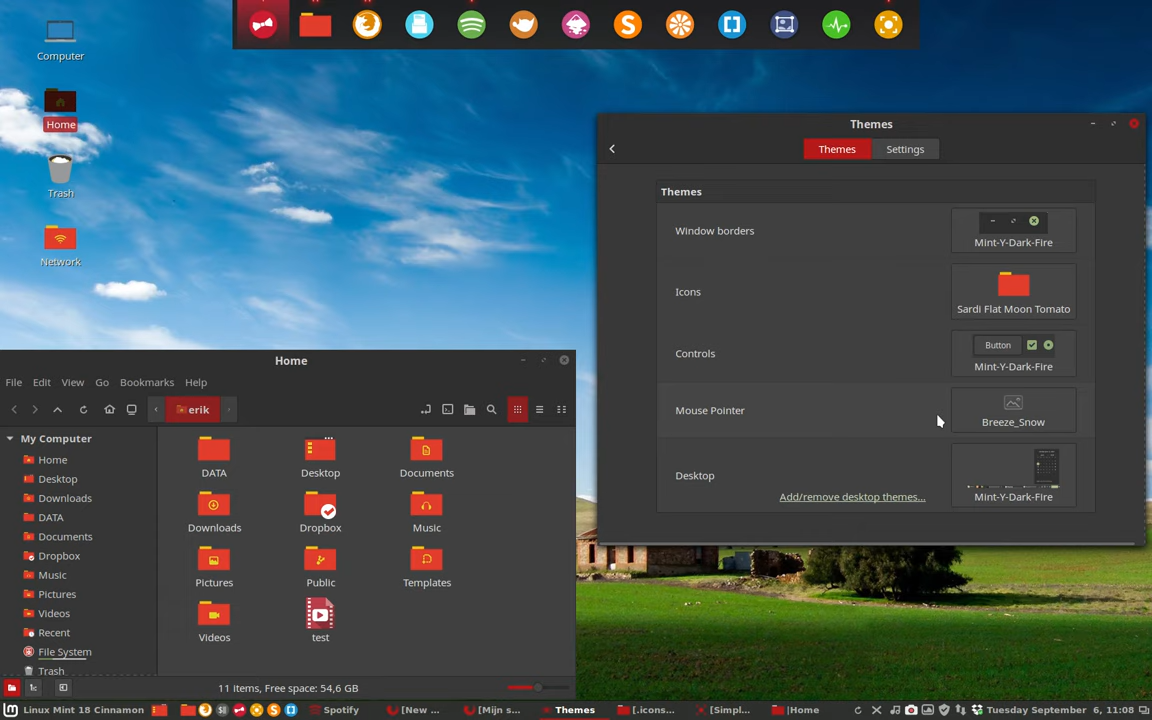 Computer
Home
Trash
Network
Themes
Themes
Settings
Themes
Window borders
Mint-Y-Dark-Fire
Icons
Sardi Flat Moon Tomato
Controls
Button
Mint-Y-Dark-Fire
Mouse Pointer
Breeze_Snow
Desktop
Add/remove desktop themes...
Mint-Y-Dark-Fire
Home
File Edit View Go Bookmarks Help
erik
My Computer
Home
Desktop
Downloads
DATA
Documents
Dropbox
Music
Pictures
Videos
Recent
File System
Trash
DATA
Desktop
Documents
Downloads
Dropbox
Music
Pictures
Public
Templates
Videos
test
11 items, Free space: 54,6 GB
Linux Mint 18 Cinnamon
Spotify
[New ...
[Mijn s...
Themes
[.icons...
[Simpl...
Home
Tuesday September 6, 11:08